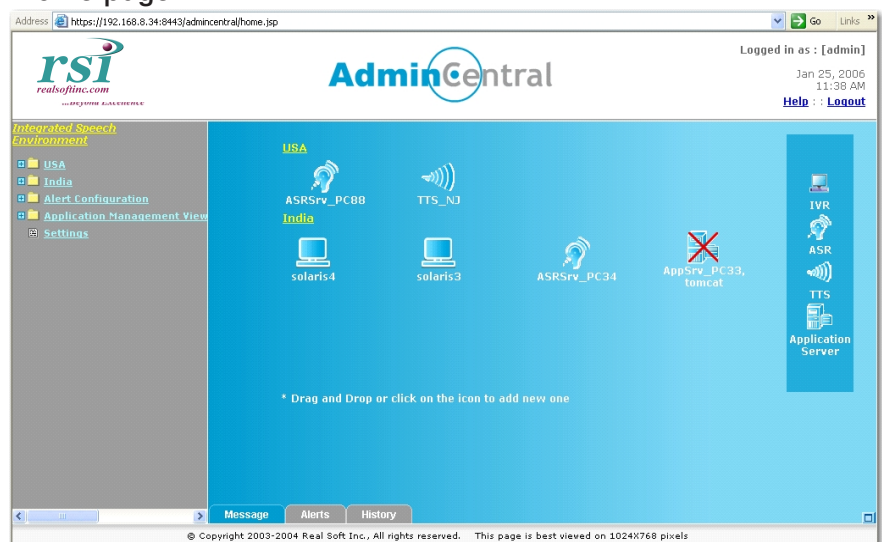 Address https://192.168.8.34:8443/admincentral/home.jsp Go Links »
rsi
realsoftinc.com
...Beyond Excellence
AdminCentral
Logged in as : [admin]
Jan 25, 2006
11:38 AM
Help : : Logout
Integrated Speech
Environment
USA
India
Alert Configuration
Application Management View
Settings
USA
ASRSrv_PC88 TTS_NJ
India
solaris4 solaris3 ASRSrv_PC34 AppSrv_PC33,
tomcat
IVR
ASR
TTS
Application
Server
* Drag and Drop or click on the icon to add new one
Message Alerts History
© Copyright 2003-2004 Real Soft Inc., All rights reserved. This page is best viewed on 1024X768 pixels